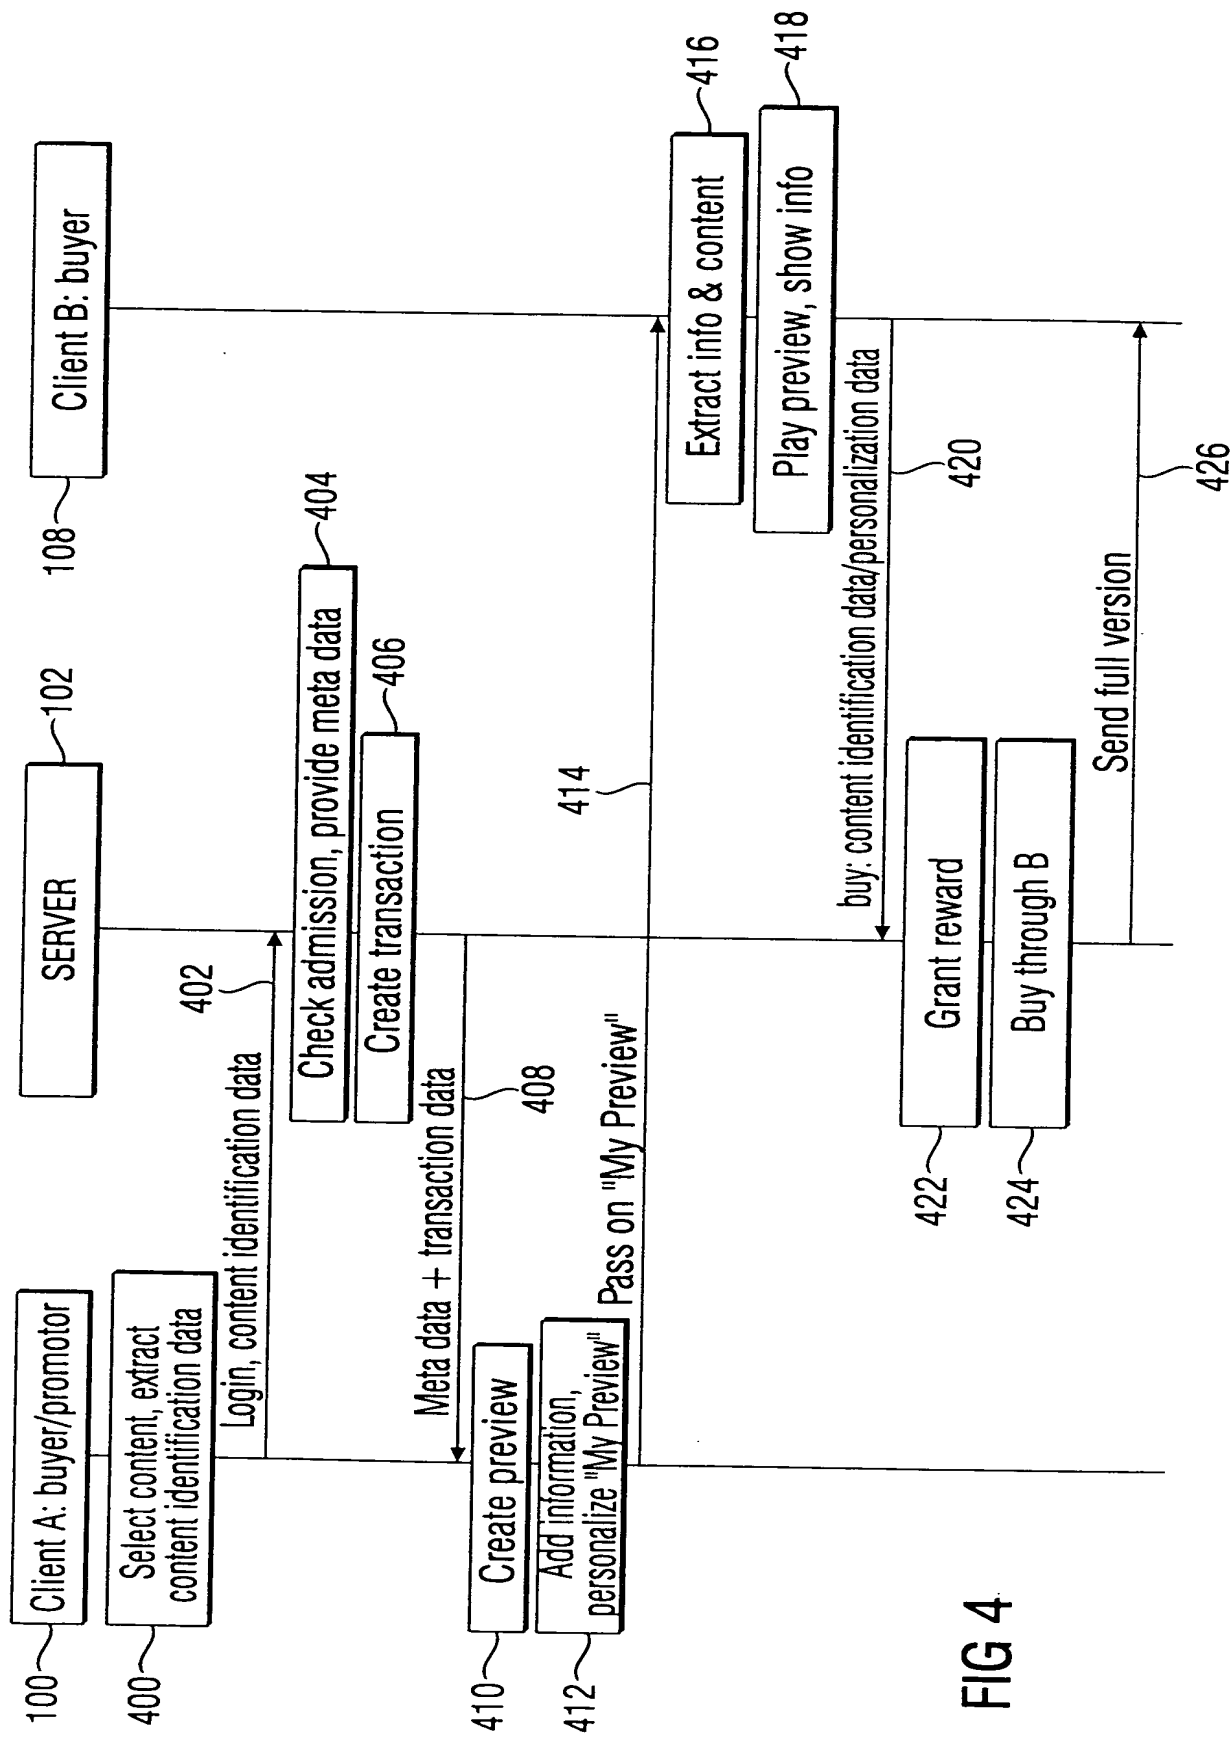 100
Client A: buyer/promotor
SERVER
102
108
Client B: buyer
400
Select content, extract
content identification data
Login, content identification data
402
Check admission, provide meta data
404
Create transaction
406
Meta data + transaction data
408
410
Create preview
412
Add information,
personalize "My Preview"
Pass on "My Preview"
414
Extract info & content
416
Play preview, show info
418
buy: content identification data/personalization data
420
422
Grant reward
424
Buy through B
Send full version
426
FIG 4